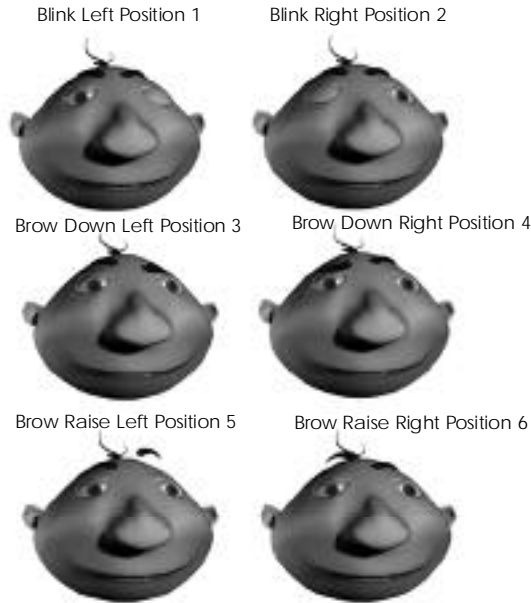 Blink Left Position 1
Blink Right Position 2
Brow Down Left Position 3
Brow Down Right Position 4
Brow Raise Left Position 5
Brow Raise Right Position 6